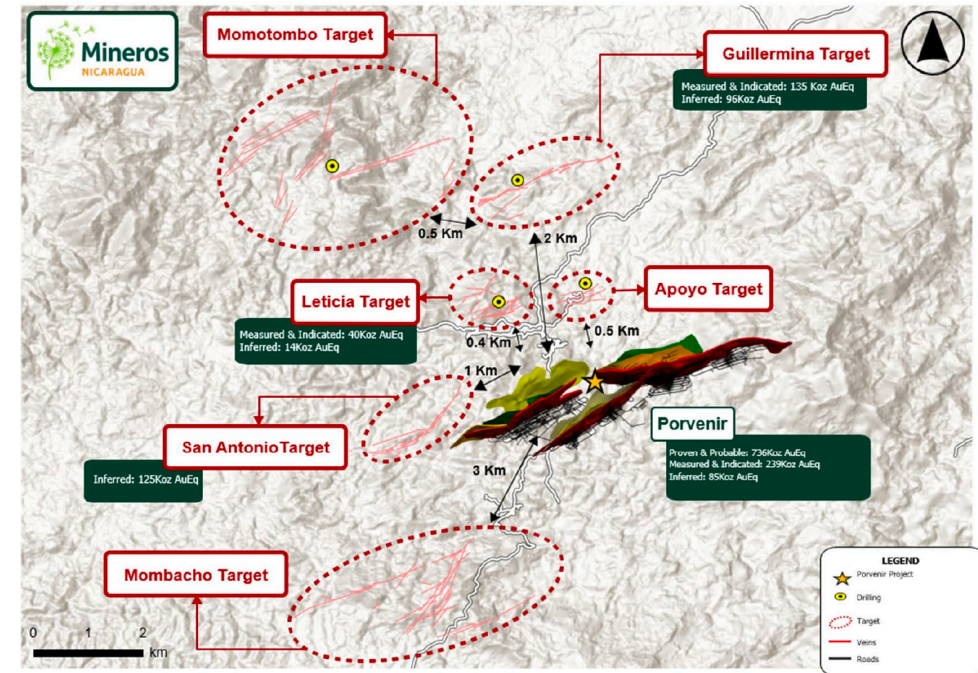 Mineros
NICARAGUA
Momotombo Target
Guillermina Target
Measured & Indicated: 135 Koz AuEq
Inferred: 96Koz AuEq
0.5 Km
2 Km
Leticia Target
Measured & Indicated: 40Koz AuEq
Inferred: 14Koz AuEq
Apoyo Target
0.4 Km
0.5 Km
1 Km
San AntonioTarget
Inferred: 125Koz AuEq
Porvenir
Proven & Probable: 736Koz AuEq
Measured & Indicated: 239Koz AuEq
Inferred: 85Koz AuEq
3 Km
Mombacho Target
0 1 2
km
LEGEND
Porvenir Project
Drilling
Target
Veins
Roads